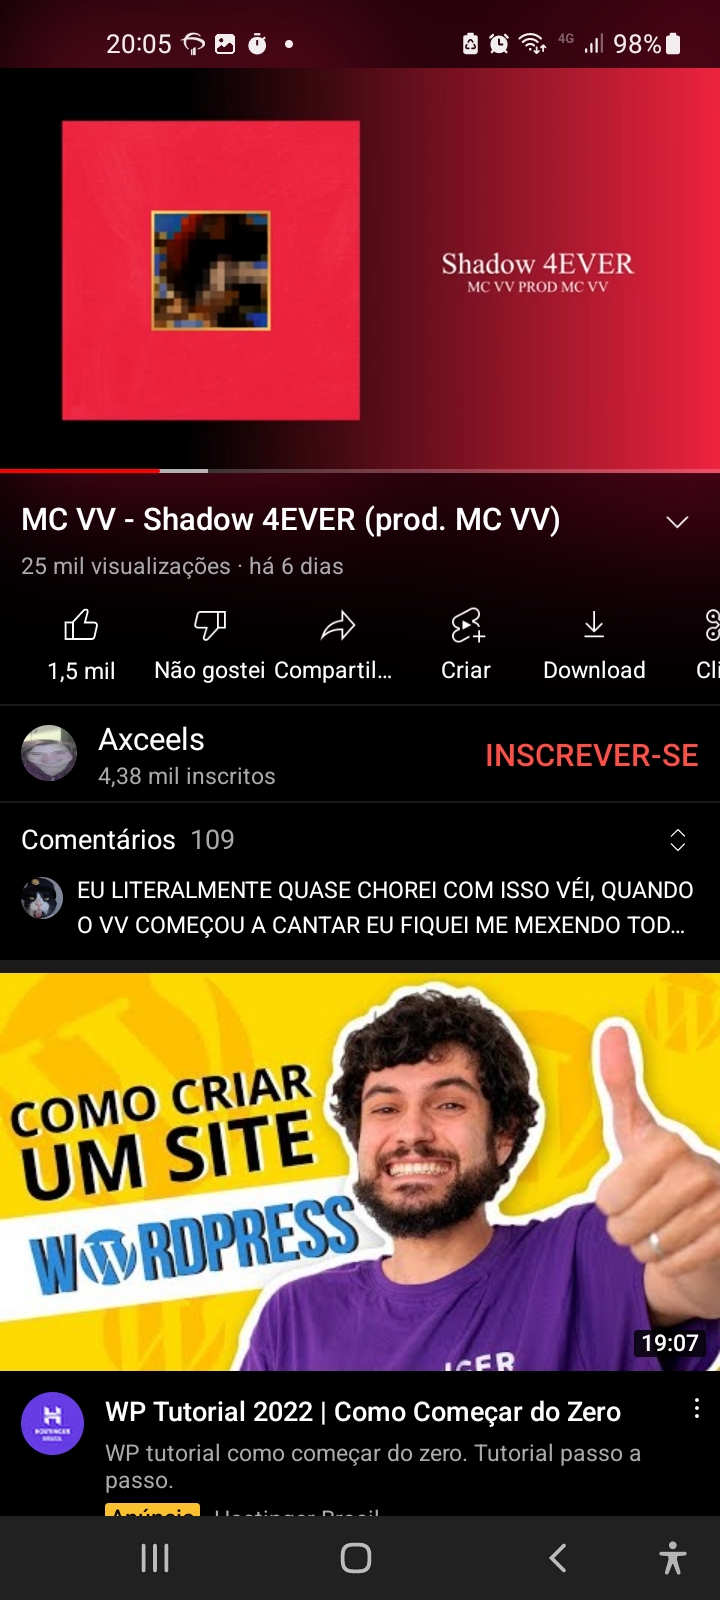 20:05
4G
98%
Shadow 4EVER
MC VV PROD MC VV
MC VV - Shadow 4EVER (prod. MC VV)
25 mil visualizações · há 6 dias
1,5 mil Não gostei Compartil... Criar Download Cli
Axceels
4,38 mil inscritos
INSCREVER-SE
Comentários 109
EU LITERALMENTE QUASE CHOREI COM ISSO VÉI, QUANDO
O VV COMEÇOU A CANTAR EU FIQUEI ME MEXENDO TOD...
COMO CRIAR
UM SITE
WORDPRESS
19:07
HOSTINGER
BRASIL
WP Tutorial 2022 | Como Começar do Zero
WP tutorial como começar do zero. Tutorial passo a
passo.
Anúncio Hostinger Brasil